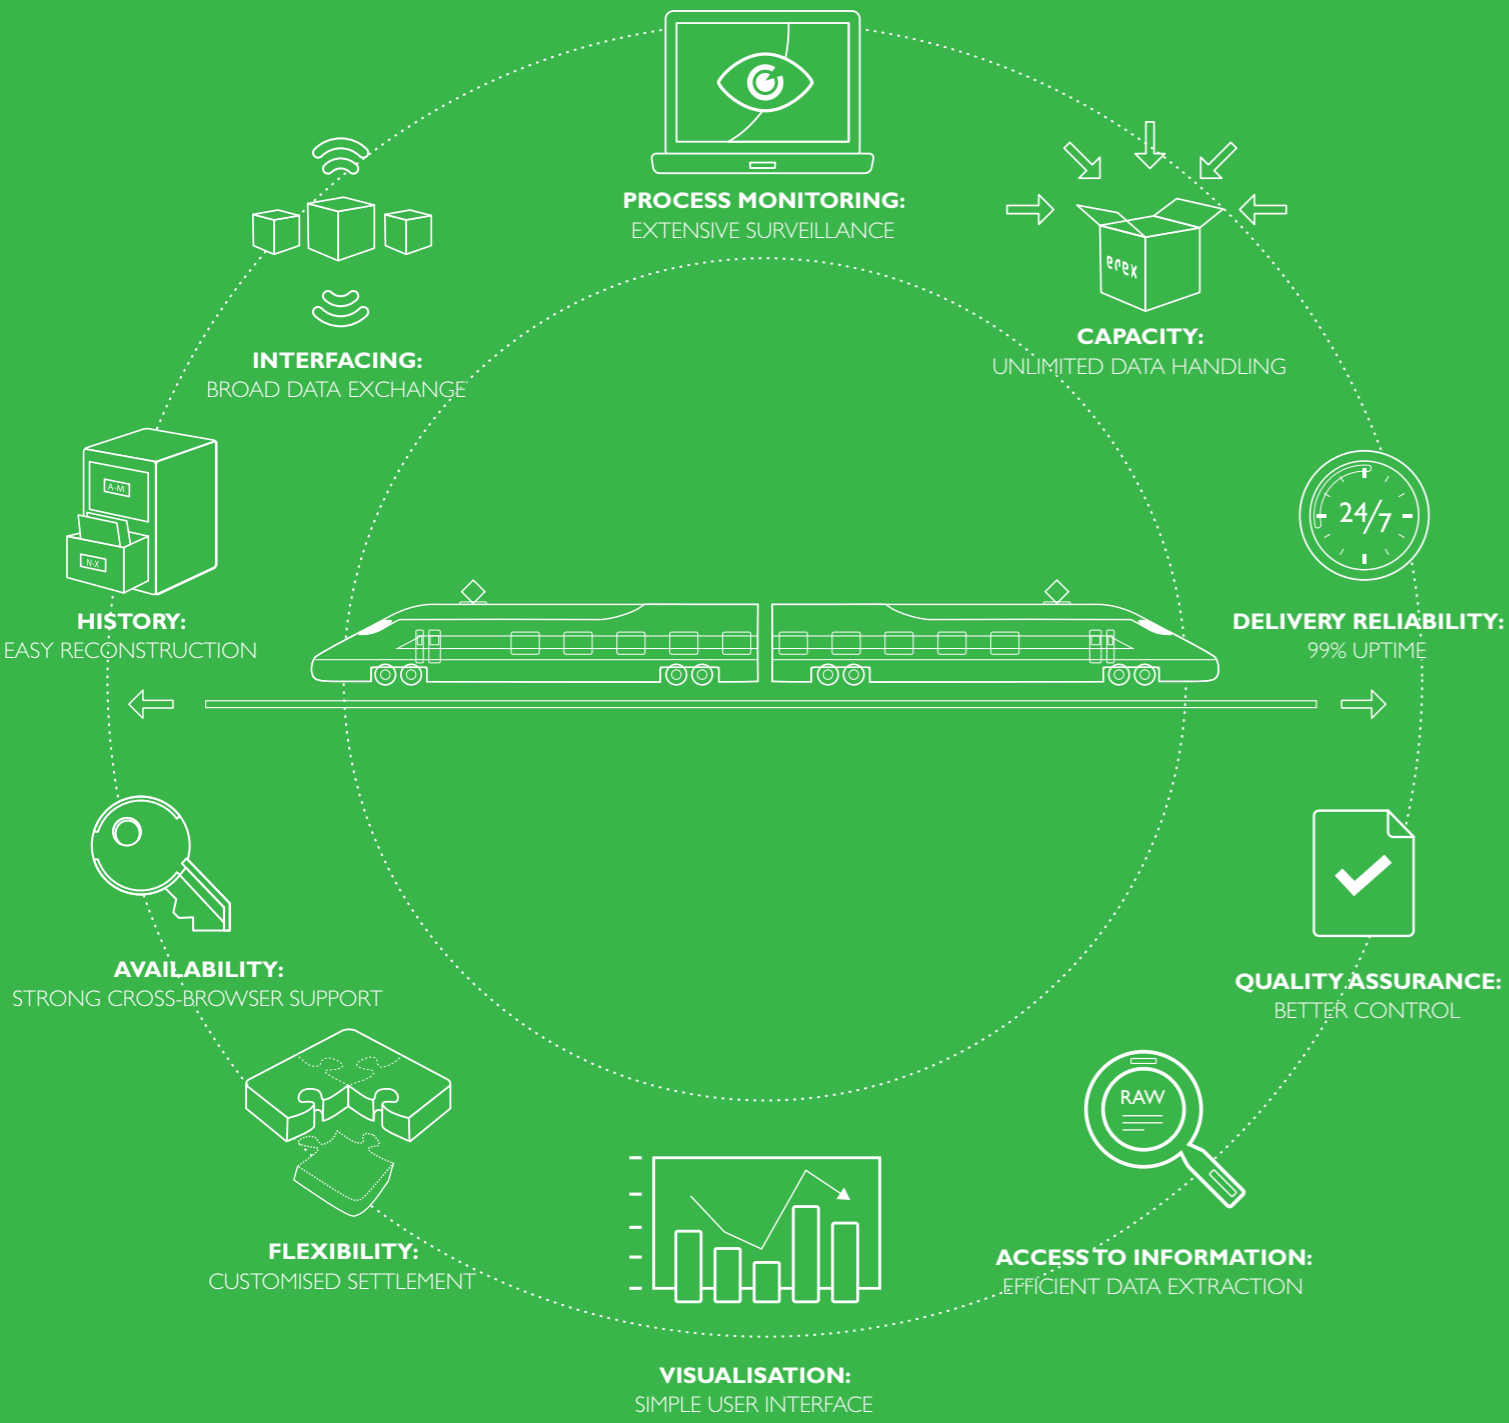 PROCESS MONITORING:
EXTENSIVE SURVEILLANCE
erex
CAPACITY:
UNLIMITED DATA HANDLING
INTERFACING:
BROAD DATA EXCHANGE
A-M
N-X
HISTORY:
EASY RECONSTRUCTION
24/7
DELIVERY RELIABILITY:
99% UPTIME
AVAILABILITY:
STRONG CROSS-BROWSER SUPPORT
QUALITY ASSURANCE:
BETTER CONTROL
FLEXIBILITY:
CUSTOMISED SETTLEMENT
RAW
ACCESS TO INFORMATION:
EFFICIENT DATA EXTRACTION
VISUALISATION:
SIMPLE USER INTERFACE